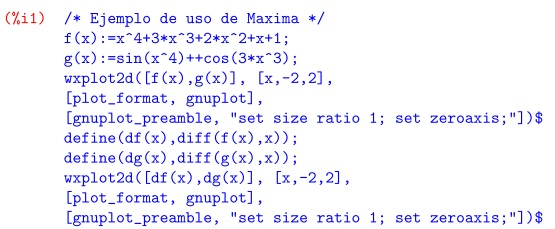 (%i1) /* Ejemplo de uso de Maxima */
f(x):=x^4+3*x^3+2*x^2+x+1;
g(x):=sin(x^4)++cos(3*x^3);
wxplot2d([f(x),g(x)], [x,-2,2],
[plot_format, gnuplot],
[gnuplot_preamble, "set size ratio 1; set zeroaxis;"])$
define(df(x),diff(f(x),x));
define(dg(x),diff(g(x),x));
wxplot2d([df(x),dg(x)], [x,-2,2],
[plot_format, gnuplot],
[gnuplot_preamble, "set size ratio 1; set zeroaxis;"])$